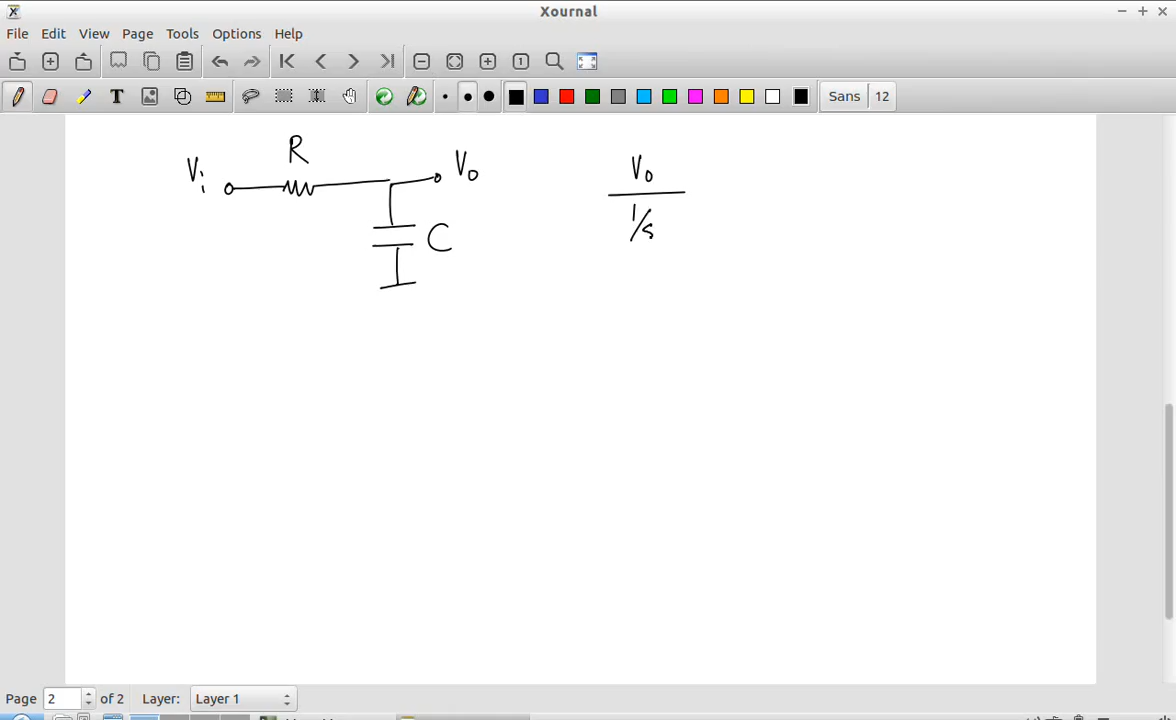 Xournal
File Edit View Page Tools Options Help
Sans 12
R
Vi
Vo
C
Vo
1/s
Page 2 of 2 Layer: Layer 1